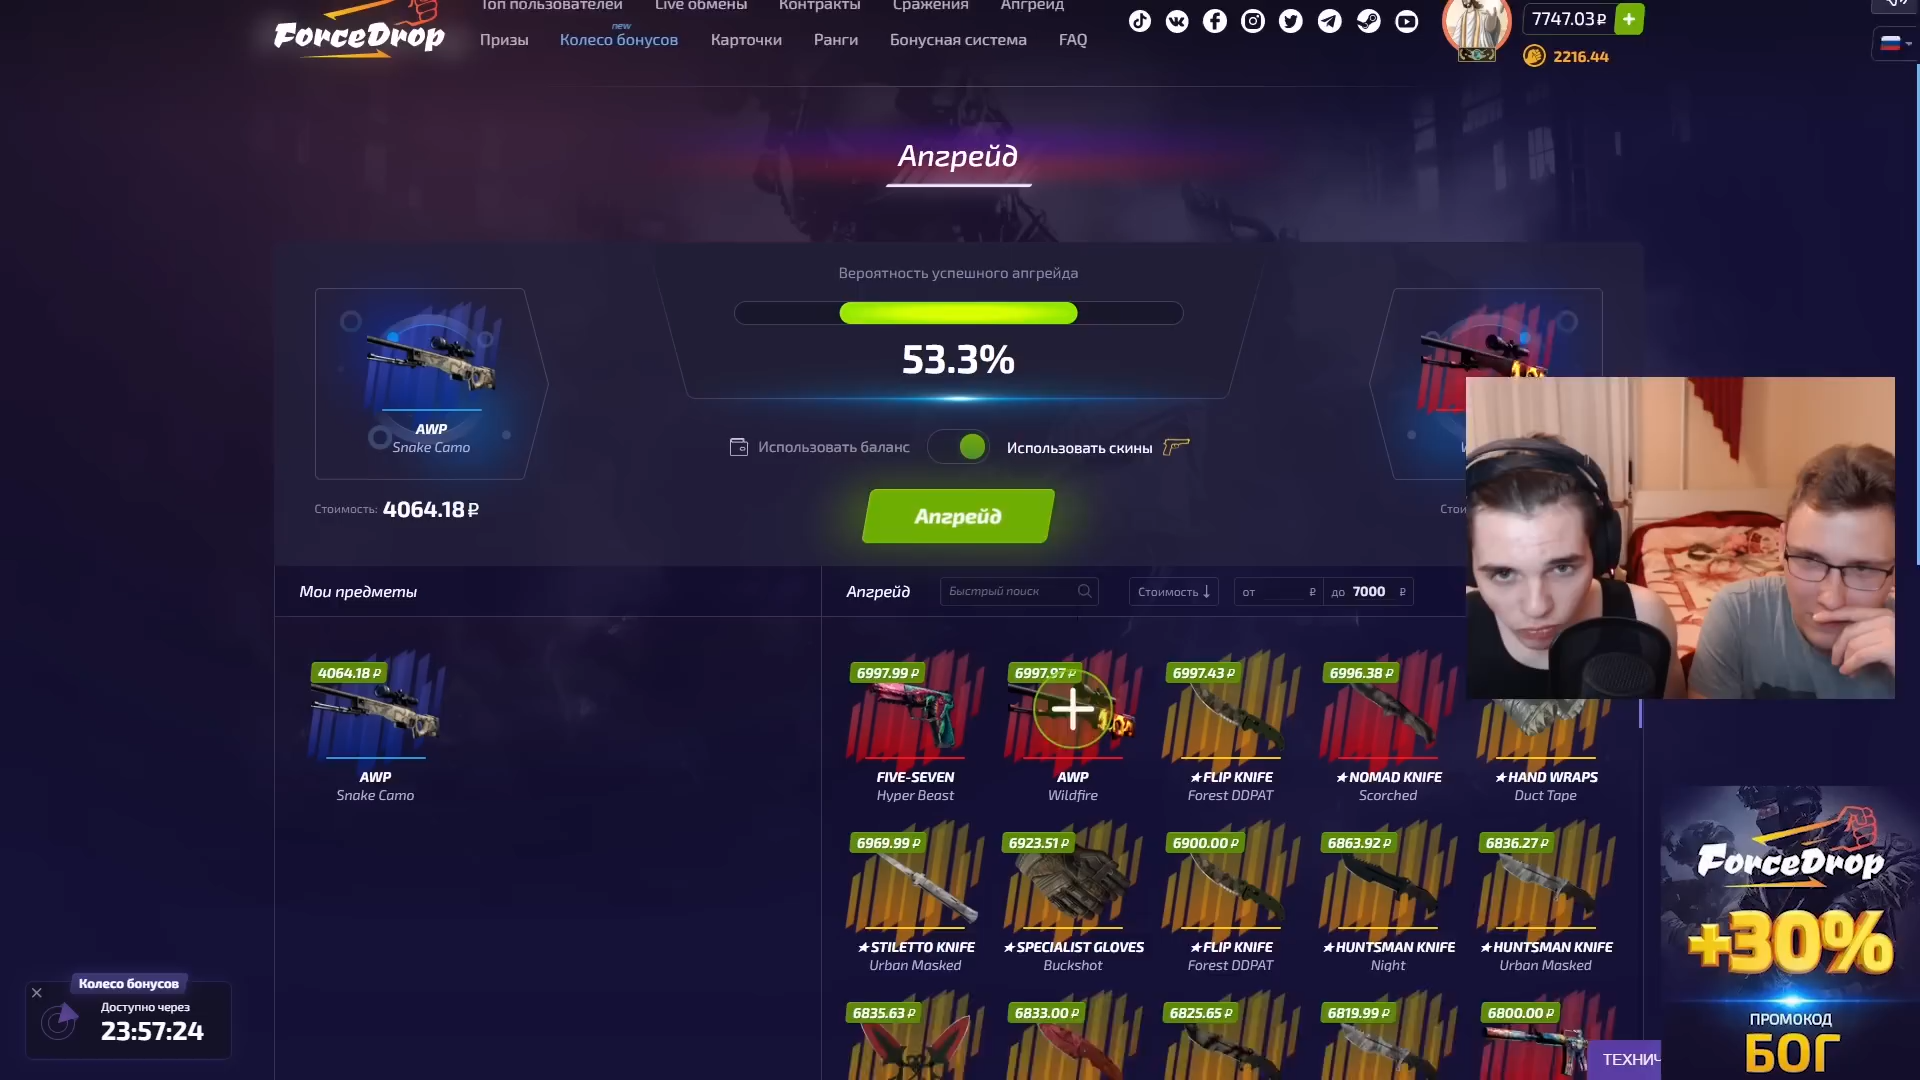 Топ пользователей Live обмены Контракты Сражения Апгрейд
ForceDrop
new
Призы Колесо бонусов Карточки Ранги Бонусная система FAQ
7747.03 ₽
2216.44
Апгрейд
Вероятность успешного апгрейда
53.3%
AWP
Snake Camo
Использовать баланс Использовать скины
Стоимость: 4064.18 ₽
Апгрейд
Мои предметы
Апгрейд Быстрый поиск Стоимость от ₽ до 7000 ₽
4064.18 ₽
AWP
Snake Camo
6997.99 ₽ 6997.97 ₽ 6997.43 ₽ 6996.38 ₽
FIVE-SEVEN AWP ★ FLIP KNIFE ★ NOMAD KNIFE ★ HAND WRAPS
Hyper Beast Wildfire Forest DDPAT Scorched Duct Tape
6969.99 ₽ 6923.51 ₽ 6900.00 ₽ 6863.92 ₽ 6836.27 ₽
★ STILETTO KNIFE ★ SPECIALIST GLOVES ★ FLIP KNIFE ★ HUNTSMAN KNIFE ★ HUNTSMAN KNIFE
Urban Masked Buckshot Forest DDPAT Night Urban Masked
6835.63 ₽ 6833.00 ₽ 6825.65 ₽ 6819.99 ₽ 6800.00 ₽
Колесо бонусов
Доступно через
23:57:24
ForceDrop
+30%
ПРОМОКОД
БОГ
ТЕХНИЧ